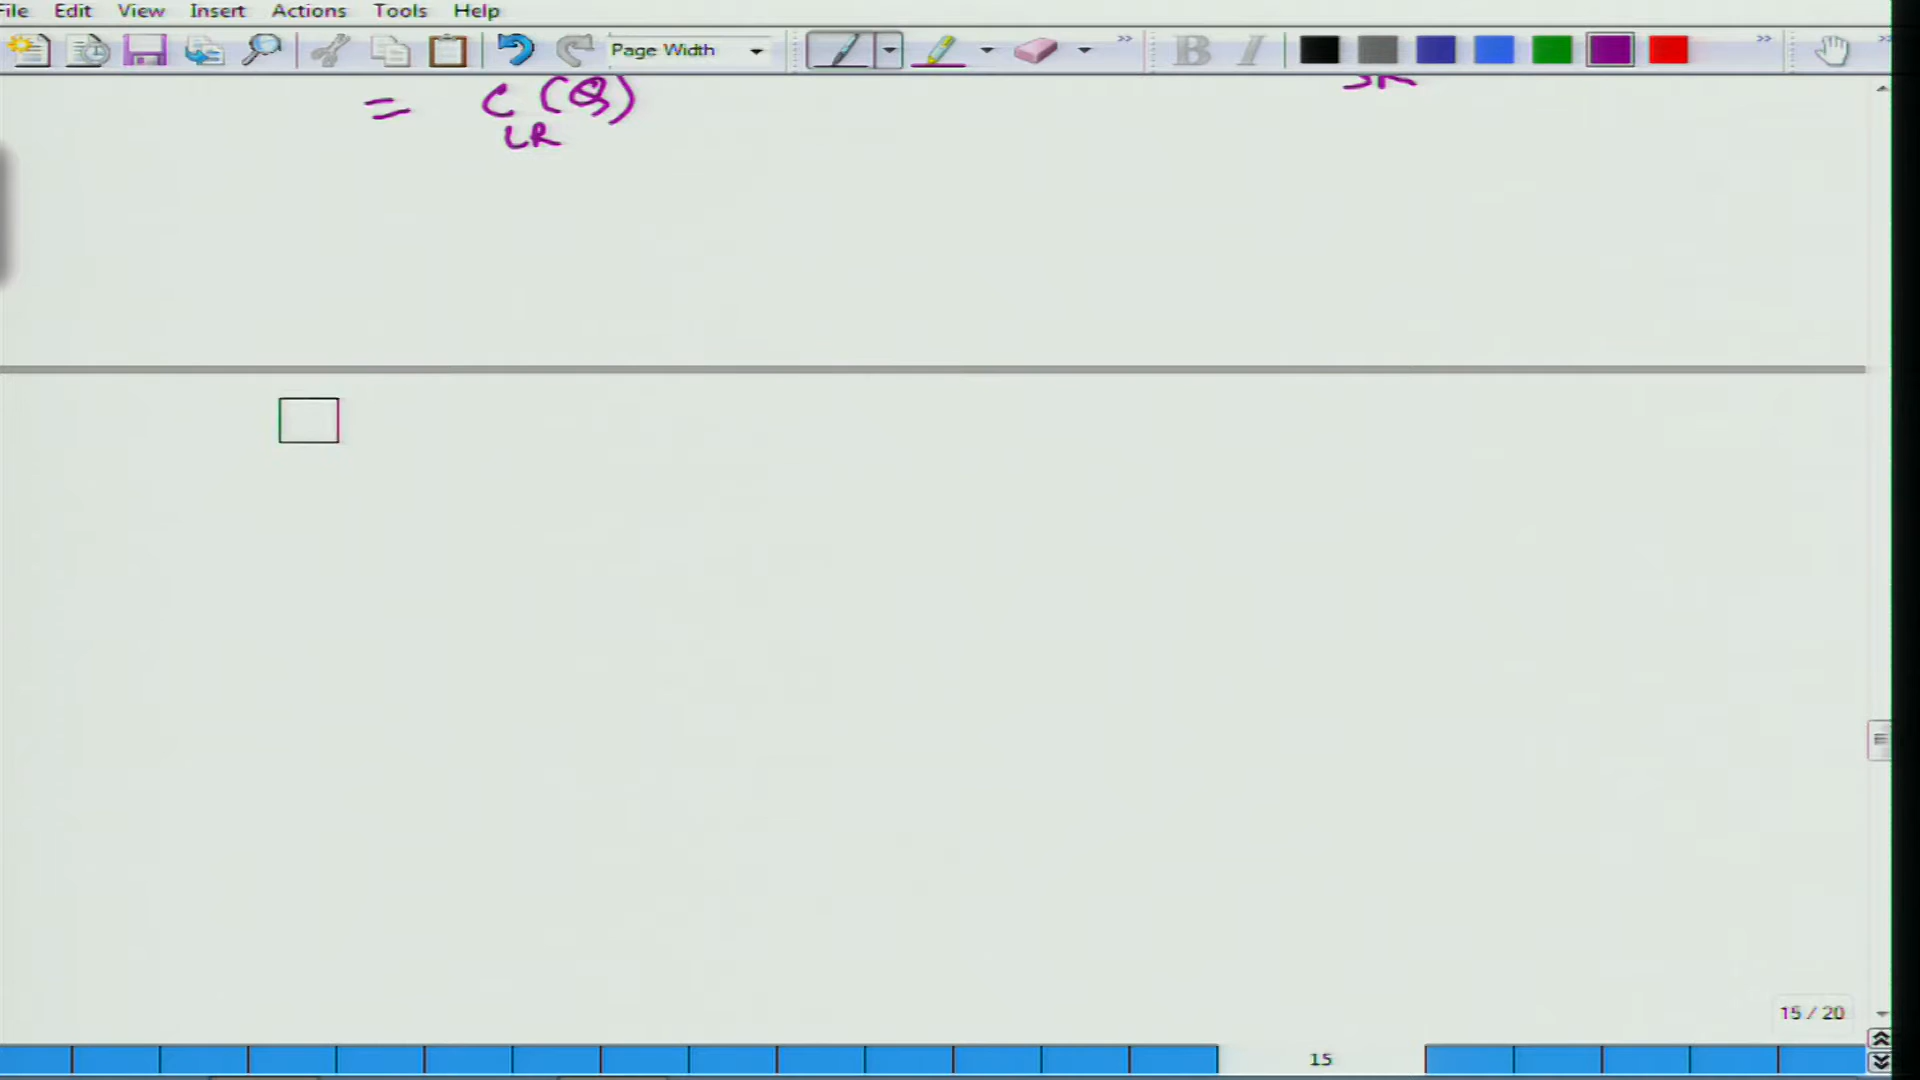 File Edit View Insert Actions Tools Help
Page Width B I
= C (Q)
LR
15 / 20
15